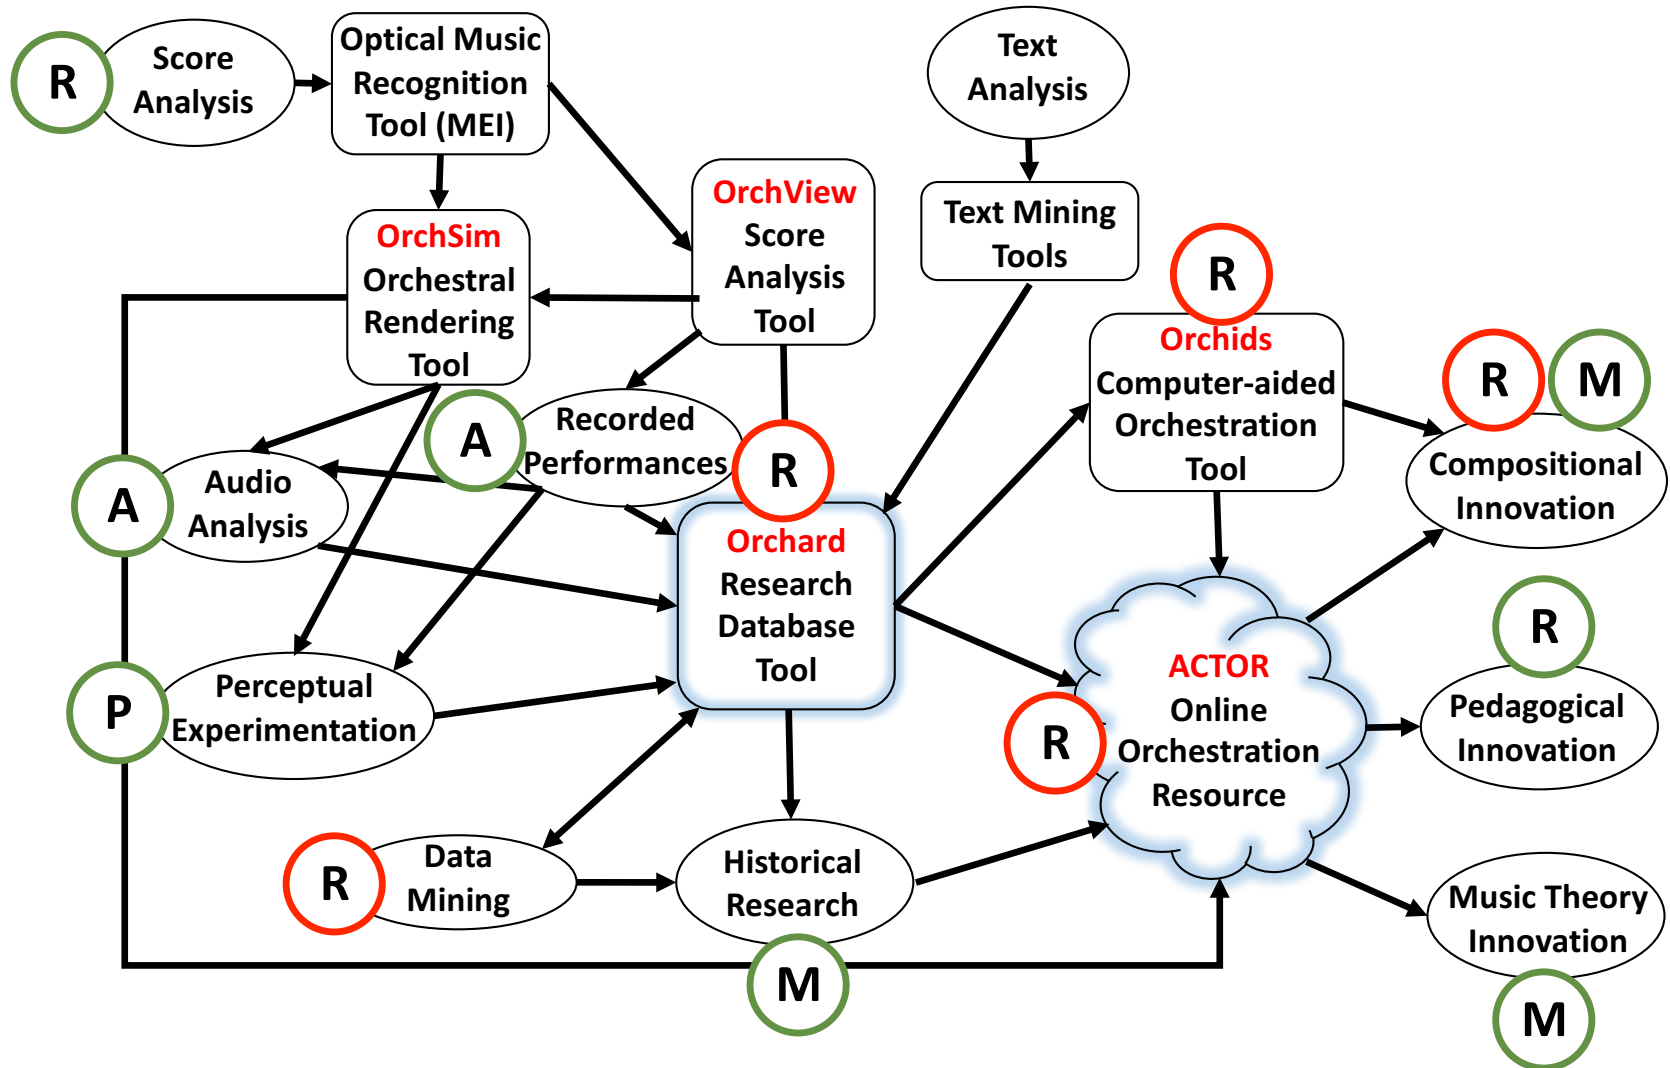 R
Score
Analysis
Optical Music
Recognition
Tool (MEI)
Text
Analysis
OrchView
Score
Analysis
Tool
Text Mining
Tools
OrchSim
Orchestral
Rendering
Tool
R
Orchids
Computer-aided
Orchestration
Tool
R
M
Compositional
Innovation
A
Recorded
Performances
R
A
Audio
Analysis
Orchard
Research
Database
Tool
P
Perceptual
Experimentation
R
ACTOR
Online
Orchestration
Resource
R
Pedagogical
Innovation
R
Data
Mining
Historical
Research
M
Music Theory
Innovation
M